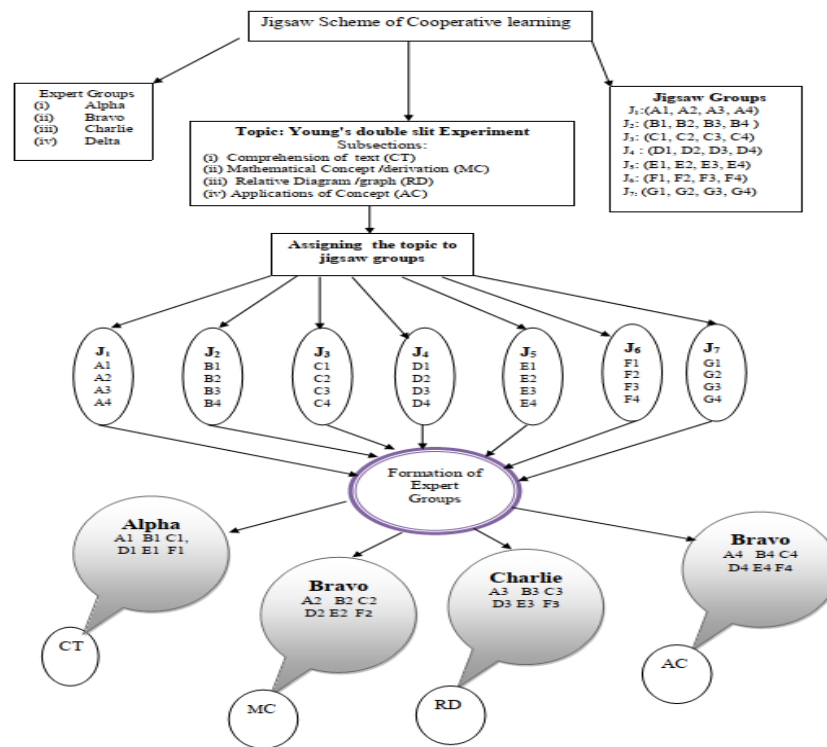 Jigsaw Scheme of Cooperative learning
Expert Groups
(i) Alpha
(ii) Bravo
(iii) Charlie
(iv) Delta
Topic: Young's double slit Experiment
Subsections:
(i) Comprehension of text (CT)
(ii) Mathematical Concept /derivation (MC)
(iii) Relative Diagram /graph (RD)
(iv) Applications of Concept (AC)
Jigsaw Groups
J₁:(A1, A2, A3, A4)
J₂: (B1, B2, B3, B4 )
J₃: (C1, C2, C3, C4)
J₄ : (D1, D2, D3, D4)
J₅: (E1, E2, E3, E4)
J₆: (F1, F2, F3, F4)
J₇: (G1, G2, G3, G4)
Assigning the topic to
jigsaw groups
J₁
A1
A2
A3
A4
J₂
B1
B2
B3
B4
J₃
C1
C2
C3
C4
J₄
D1
D2
D3
D4
J₅
E1
E2
E3
E4
J₆
F1
F2
F3
F4
J₇
G1
G2
G3
G4
Formation of
Expert
Groups
Alpha
A1 B1 C1,
D1 E1 F1
CT
Bravo
A2 B2 C2
D2 E2 F2
MC
Charlie
A3 B3 C3
D3 E3 F3
RD
Bravo
A4 B4 C4
D4 E4 F4
AC